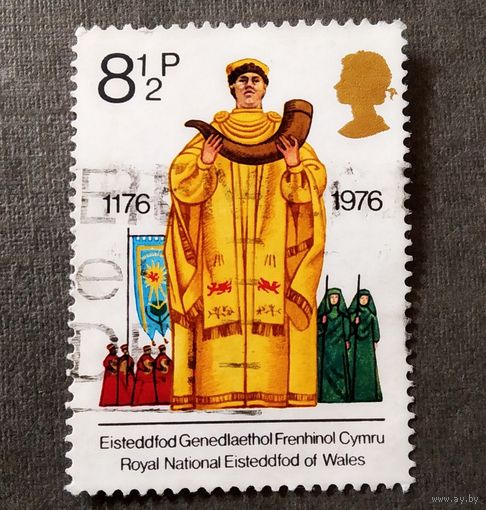 8½P
1176 1976
Eisteddfod Genedlaethol Frenhinol Cymru
Royal National Eisteddfod of Wales
www.ay.by